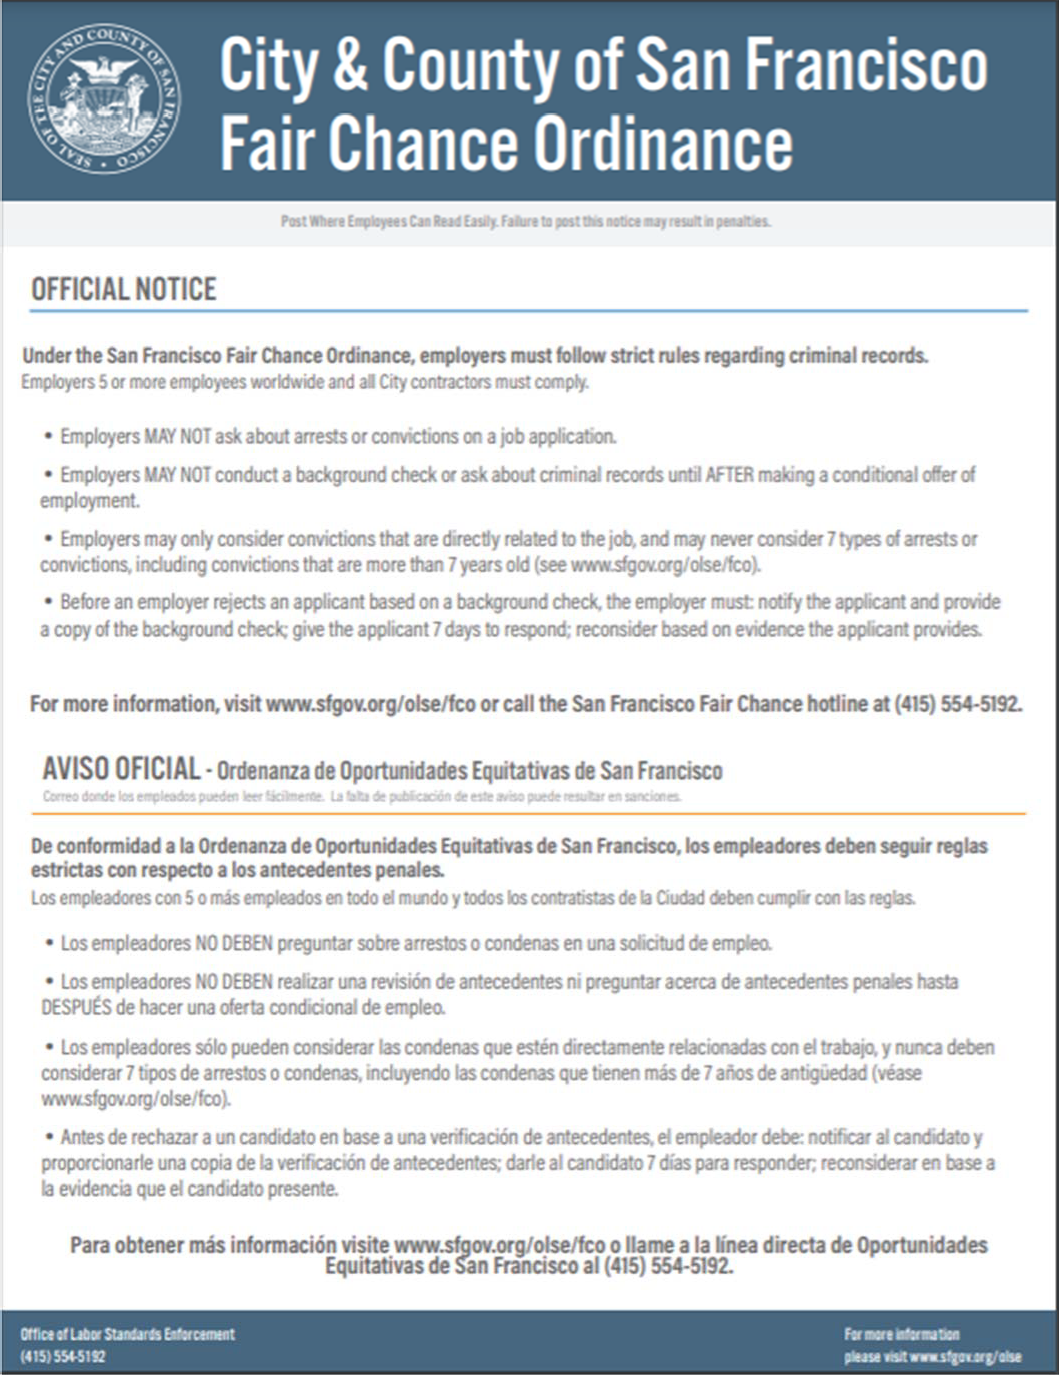 SEAL OF THE CITY AND COUNTY OF SAN FRANCISCO
City & County of San Francisco
Fair Chance Ordinance
Post Where Employees Can Read Easily. Failure to post this notice may result in penalties.
OFFICIAL NOTICE
Under the San Francisco Fair Chance Ordinance, employers must follow strict rules regarding criminal records.
Employers 5 or more employees worldwide and all City contractors must comply.
• Employers MAY NOT ask about arrests or convictions on a job application.
• Employers MAY NOT conduct a background check or ask about criminal records until AFTER making a conditional offer of
employment.
• Employers may only consider convictions that are directly related to the job, and may never consider 7 types of arrests or
convictions, including convictions that are more than 7 years old (see www.sfgov.org/olse/fco).
• Before an employer rejects an applicant based on a background check, the employer must: notify the applicant and provide
a copy of the background check; give the applicant 7 days to respond; reconsider based on evidence the applicant provides.
For more information, visit www.sfgov.org/olse/fco or call the San Francisco Fair Chance hotline at (415) 554-5192.
AVISO OFICIAL - Ordenanza de Oportunidades Equitativas de San Francisco
Correo donde los empleados pueden leer fácilmente. La falta de publicación de este aviso puede resultar en sanciones.
De conformidad a la Ordenanza de Oportunidades Equitativas de San Francisco, los empleadores deben seguir reglas
estrictas con respecto a los antecedentes penales.
Los empleadores con 5 o más empleados en todo el mundo y todos los contratistas de la Ciudad deben cumplir con las reglas.
• Los empleadores NO DEBEN preguntar sobre arrestos o condenas en una solicitud de empleo.
• Los empleadores NO DEBEN realizar una revisión de antecedentes ni preguntar acerca de antecedentes penales hasta
DESPUÉS de hacer una oferta condicional de empleo.
• Los empleadores sólo pueden considerar las condenas que estén directamente relacionadas con el trabajo, y nunca deben
considerar 7 tipos de arrestos o condenas, incluyendo las condenas que tienen más de 7 años de antigüedad (véase
www.sfgov.org/olse/fco).
• Antes de rechazar a un candidato en base a una verificación de antecedentes, el empleador debe: notificar al candidato y
proporcionarle una copia de la verificación de antecedentes; darle al candidato 7 días para responder; reconsiderar en base a
la evidencia que el candidato presente.
Para obtener más información visite www.sfgov.org/olse/fco o llame a la línea directa de Oportunidades
Equitativas de San Francisco al (415) 554-5192.
Office of Labor Standards Enforcement
(415) 554-5192
For more information
please visit www.sfgov.org/olse